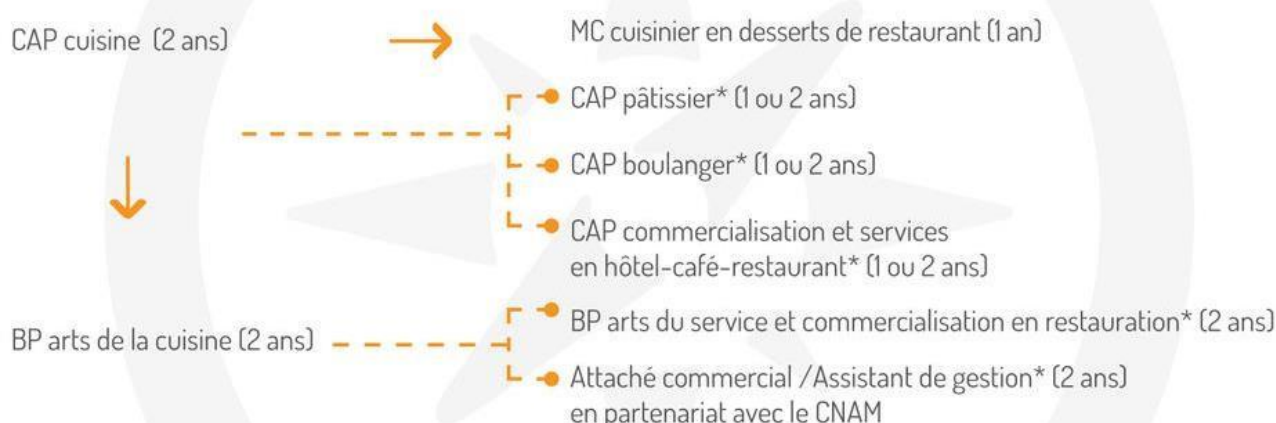 CAP cuisine (2 ans)
MC cuisinier en desserts de restaurant (1 an)
CAP pâtissier* (1 ou 2 ans)
CAP boulanger* (1 ou 2 ans)
CAP commercialisation et services
en hôtel-café-restaurant* (1 ou 2 ans)
BP arts de la cuisine (2 ans)
BP arts du service et commercialisation en restauration* (2 ans)
Attaché commercial /Assistant de gestion* (2 ans)
en partenariat avec le CNAM